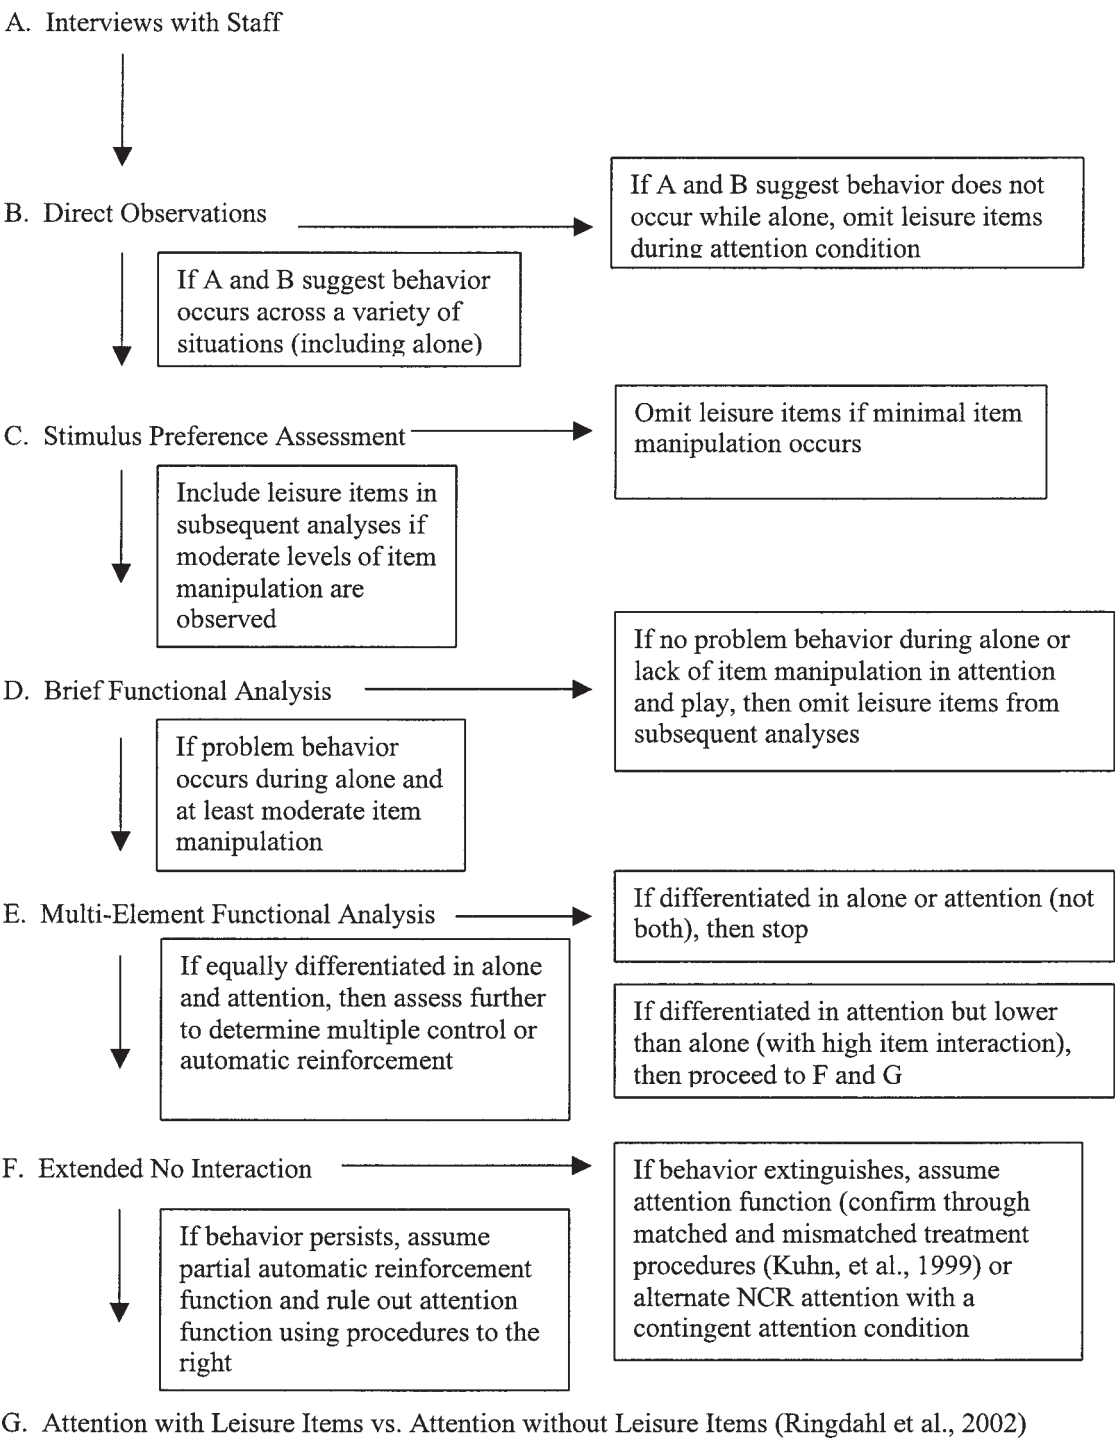 A. Interviews with Staff
B. Direct Observations
If A and B suggest behavior does not
occur while alone, omit leisure items
during attention condition
If A and B suggest behavior
occurs across a variety of
situations (including alone)
C. Stimulus Preference Assessment
Omit leisure items if minimal item
manipulation occurs
Include leisure items in
subsequent analyses if
moderate levels of item
manipulation are
observed
D. Brief Functional Analysis
If no problem behavior during alone or
lack of item manipulation in attention
and play, then omit leisure items from
subsequent analyses
If problem behavior
occurs during alone and
at least moderate item
manipulation
E. Multi-Element Functional Analysis
If differentiated in alone or attention (not
both), then stop
If equally differentiated in alone
and attention, then assess further
to determine multiple control or
automatic reinforcement
If differentiated in attention but lower
than alone (with high item interaction),
then proceed to F and G
F. Extended No Interaction
If behavior extinguishes, assume
attention function (confirm through
matched and mismatched treatment
procedures (Kuhn, et al., 1999) or
alternate NCR attention with a
contingent attention condition
If behavior persists, assume
partial automatic reinforcement
function and rule out attention
function using procedures to the
right
G. Attention with Leisure Items vs. Attention without Leisure Items (Ringdahl et al., 2002)